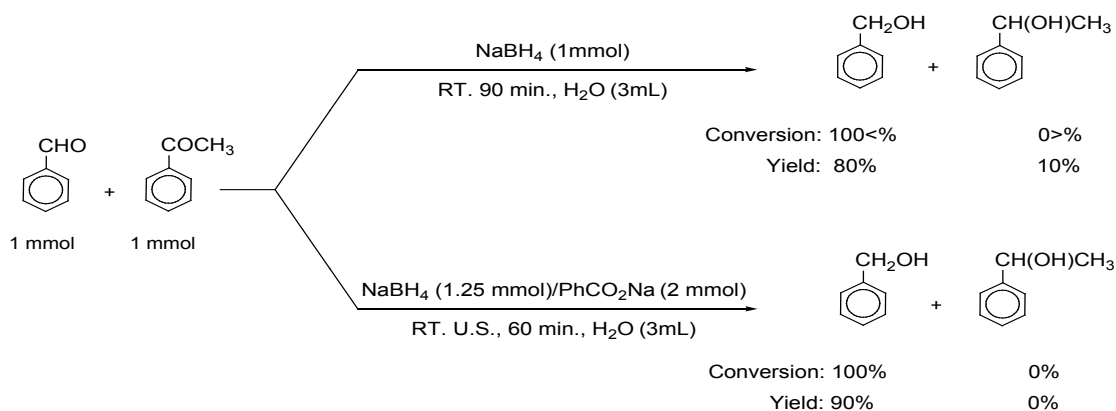 CH₂OH
CH(OH)CH₃
NaBH₄ (1mmol)
+
RT. 90 min., H₂O (3mL)
Conversion: 100<% 0>%
Yield: 80% 10%
CHO
COCH₃
+
1 mmol 1 mmol
CH₂OH
CH(OH)CH₃
NaBH₄ (1.25 mmol)/PhCO₂Na (2 mmol)
+
RT. U.S., 60 min., H₂O (3mL)
Conversion: 100% 0%
Yield: 90% 0%